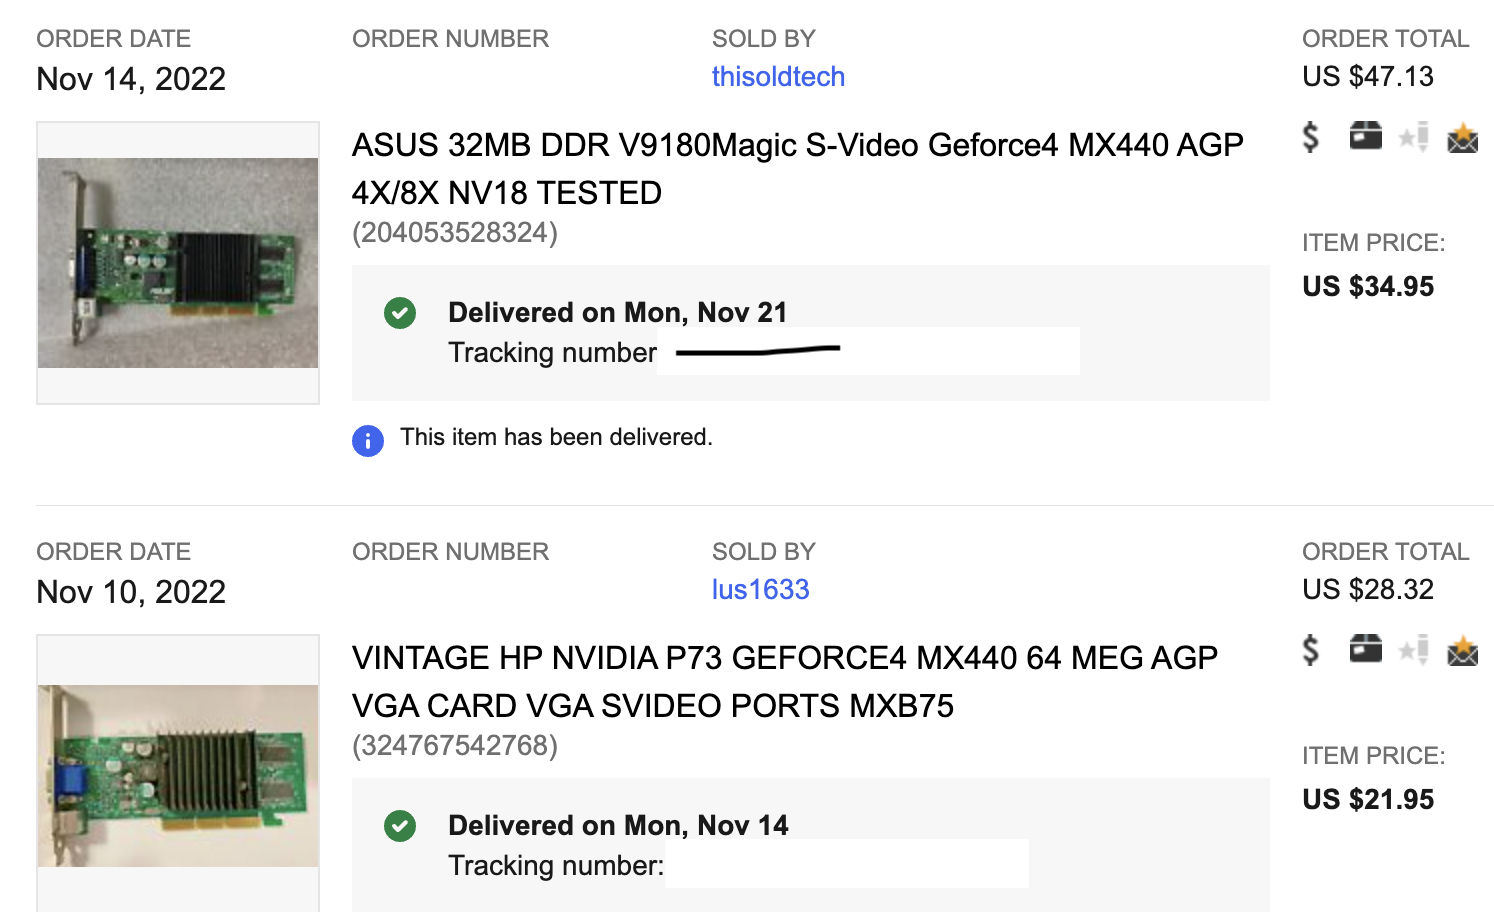 ORDER DATE
ORDER NUMBER
SOLD BY
ORDER TOTAL
Nov 14, 2022
thisoldtech
US $47.13
ASUS 32MB DDR V9180Magic S-Video Geforce4 MX440 AGP
4X/8X NV18 TESTED
(204053528324)
ITEM PRICE:
US $34.95
Delivered on Mon, Nov 21
Tracking number
This item has been delivered.
ORDER DATE
ORDER NUMBER
SOLD BY
ORDER TOTAL
Nov 10, 2022
lus1633
US $28.32
VINTAGE HP NVIDIA P73 GEFORCE4 MX440 64 MEG AGP
VGA CARD VGA SVIDEO PORTS MXB75
(324767542768)
ITEM PRICE:
US $21.95
Delivered on Mon, Nov 14
Tracking number: